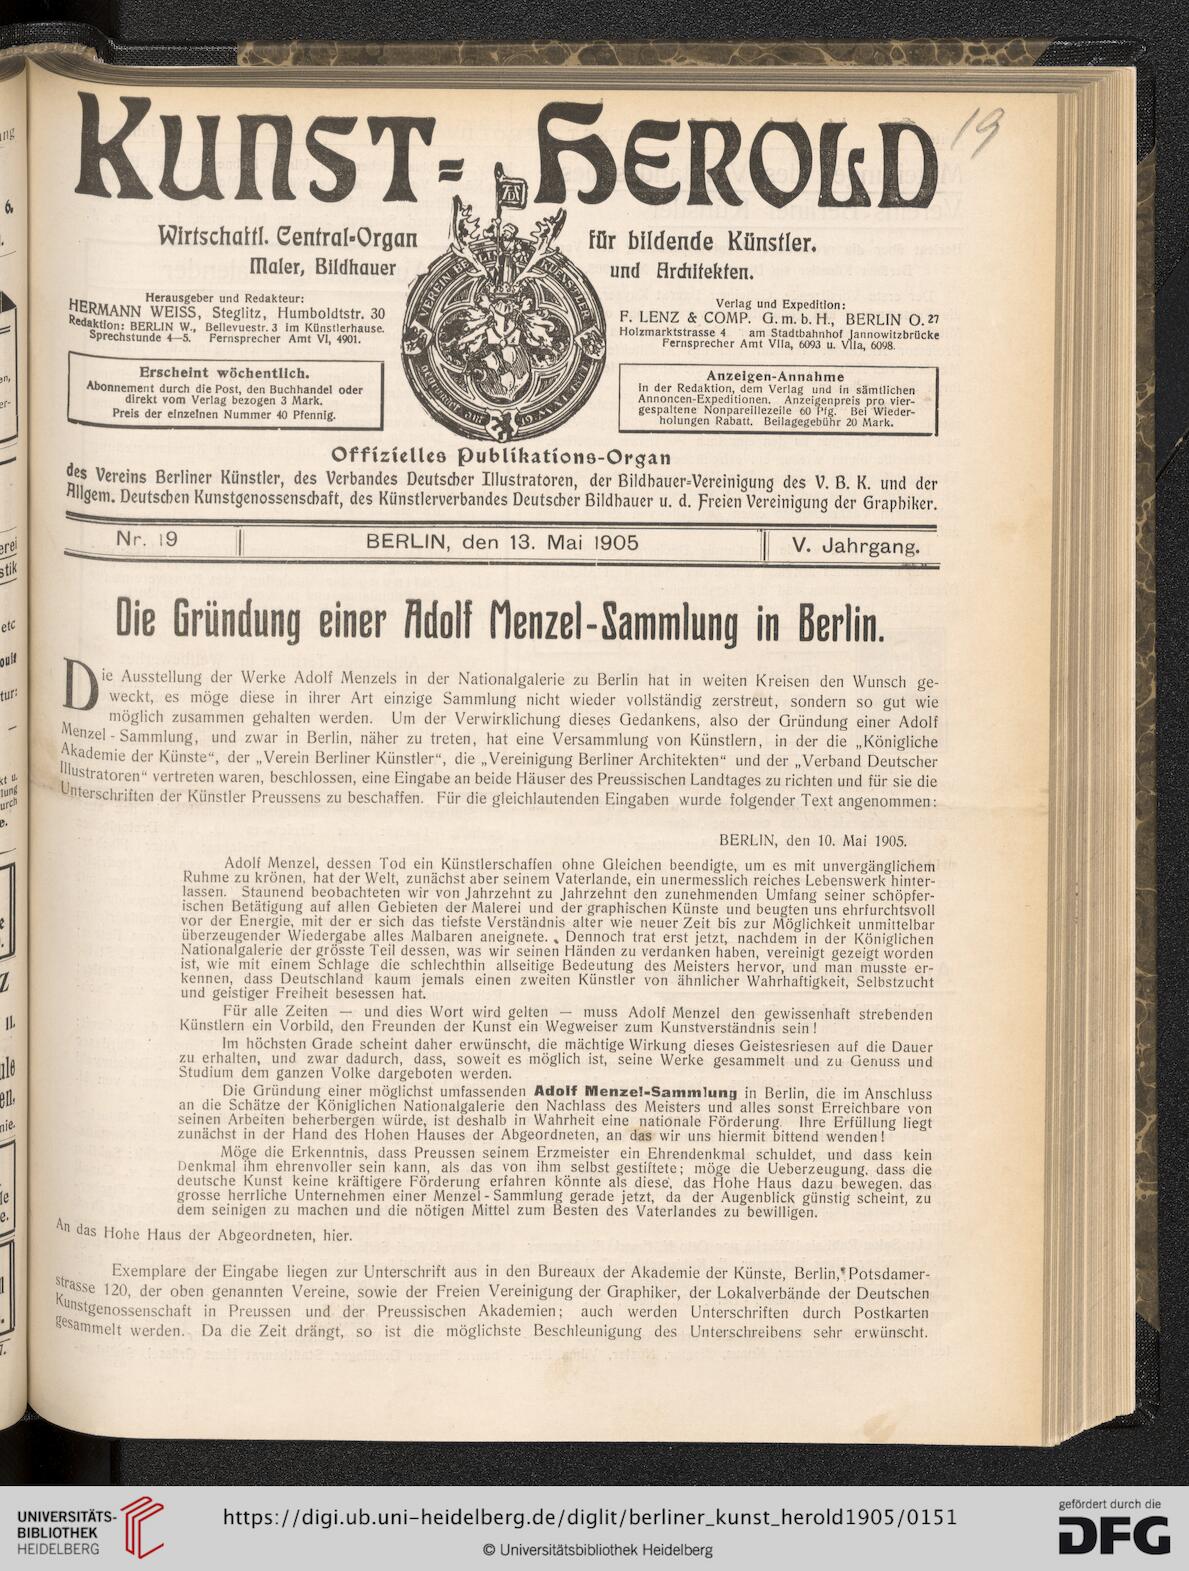 KUNST-HEROLD
19
Wirtschaftl. Central-Organ für bildende Künstler.
Maler, Bildhauer und Architekten.
VEREIN BERLINER KÜNSTLER
gegründet am 19. MAI 1841
Herausgeber und Redakteur:
HERMANN WEISS, Steglitz, Humboldtstr. 30
Redaktion: BERLIN W., Bellevuestr. 3 im Künstlerhause.
Sprechstunde 4—5. Fernsprecher Amt VI, 4901.
Verlag und Expedition:
F. LENZ & COMP. G. m. b. H., BERLIN O. 27
Holzmarktstrasse 4 am Stadtbahnhof Jannowitzbrücke
Fernsprecher Amt VIIa, 6093 u. VIIa, 6098.
Erscheint wöchentlich.
Abonnement durch die Post, den Buchhandel oder
direkt vom Verlag bezogen 3 Mark.
Preis der einzelnen Nummer 40 Pfennig.
Anzeigen-Annahme
in der Redaktion, dem Verlag und in sämtlichen
Annoncen-Expeditionen. Anzeigenpreis pro vier-
gespaltene Nonpareillezeile 60 Pfg. Bei Wieder-
holungen Rabatt. Beilagegebühr 20 Mark.
Offizielles Publikations-Organ
des Vereins Berliner Künstler, des Verbandes Deutscher Illustratoren, der Bildhauer-Vereinigung des V. B. K. und der
Allgem. Deutschen Kunstgenossenschaft, des Künstlerverbandes Deutscher Bildhauer u. d. Freien Vereinigung der Graphiker.
Nr. 19 BERLIN, den 13. Mai 1905 V. Jahrgang.
Die Gründung einer Adolf Menzel-Sammlung in Berlin.
Die Ausstellung der Werke Adolf Menzels in der Nationalgalerie zu Berlin hat in weiten Kreisen den Wunsch ge-
weckt, es möge diese in ihrer Art einzige Sammlung nicht wieder vollständig zerstreut, sondern so gut wie
möglich zusammen gehalten werden. Um der Verwirklichung dieses Gedankens, also der Gründung einer Adolf
Menzel - Sammlung, und zwar in Berlin, näher zu treten, hat eine Versammlung von Künstlern, in der die „Königliche
Akademie der Künste“, der „Verein Berliner Künstler“, die „Vereinigung Berliner Architekten“ und der „Verband Deutscher
Illustratoren“ vertreten waren, beschlossen, eine Eingabe an beide Häuser des Preussischen Landtages zu richten und für sie die
Unterschriften der Künstler Preussens zu beschaffen. Für die gleichlautenden Eingaben wurde folgender Text angenommen:
BERLIN, den 10. Mai 1905.
Adolf Menzel, dessen Tod ein Künstlerschaffen ohne Gleichen beendigte, um es mit unvergänglichem
Ruhme zu krönen, hat der Welt, zunächst aber seinem Vaterlande, ein unermesslich reiches Lebenswerk hinter-
lassen. Staunend beobachteten wir von Jahrzehnt zu Jahrzehnt den zunehmenden Umfang seiner schöpfer-
ischen Betätigung auf allen Gebieten der Malerei und der graphischen Künste und beugten uns ehrfurchtsvoll
vor der Energie, mit der er sich das tiefste Verständnis alter wie neuer Zeit bis zur Möglichkeit unmittelbar
überzeugender Wiedergabe alles Malbaren aneignete. Dennoch trat erst jetzt, nachdem in der Königlichen
Nationalgalerie der grösste Teil dessen, was wir seinen Händen zu verdanken haben, vereinigt gezeigt worden
ist, wie mit einem Schlage die schlechthin allseitige Bedeutung des Meisters hervor, und man musste er-
kennen, dass Deutschland kaum jemals einen zweiten Künstler von ähnlicher Wahrhaftigkeit, Selbstzucht
und geistiger Freiheit besessen hat.
Für alle Zeiten — und dies Wort wird gelten — muss Adolf Menzel den gewissenhaft strebenden
Künstlern ein Vorbild, den Freunden der Kunst ein Wegweiser zum Kunstverständnis sein!
Im höchsten Grade scheint daher erwünscht, die mächtige Wirkung dieses Geistesriesen auf die Dauer
zu erhalten, und zwar dadurch, dass, soweit es möglich ist, seine Werke gesammelt und zu Genuss und
Studium dem ganzen Volke dargeboten werden.
Die Gründung einer möglichst umfassenden Adolf Menzel-Sammlung in Berlin, die im Anschluss
an die Schätze der Königlichen Nationalgalerie den Nachlass des Meisters und alles sonst Erreichbare von
seinen Arbeiten beherbergen würde, ist deshalb in Wahrheit eine nationale Förderung Ihre Erfüllung liegt
zunächst in der Hand des Hohen Hauses der Abgeordneten, an das wir uns hiermit bittend wenden!
Möge die Erkenntnis, dass Preussen seinem Erzmeister ein Ehrendenkmal schuldet, und dass kein
Denkmal ihm ehrenvoller sein kann, als das von ihm selbst gestiftete; möge die Ueberzeugung, dass die
deutsche Kunst keine kräftigere Förderung erfahren könnte als diese, das Hohe Haus dazu bewegen, das
grosse herrliche Unternehmen einer Menzel - Sammlung gerade jetzt, da der Augenblick günstig scheint, zu
dem seinigen zu machen und die nötigen Mittel zum Besten des Vaterlandes zu bewilligen.
An das Hohe Haus der Abgeordneten, hier.
Exemplare der Eingabe liegen zur Unterschrift aus in den Bureaux der Akademie der Künste, Berlin, Potsdamer-
strasse 120, der oben genannten Vereine, sowie der Freien Vereinigung der Graphiker, der Lokalverbände der Deutschen
Kunstgenossenschaft in Preussen und der Preussischen Akademien; auch werden Unterschriften durch Postkarten
gesammelt werden. Da die Zeit drängt, so ist die möglichste Beschleunigung des Unterschreibens sehr erwünscht.
UNIVERSITÄTS-
BIBLIOTHEK
HEIDELBERG
https://digi.ub.uni-heidelberg.de/diglit/berliner_kunst_herold1905/0151
© Universitätsbibliothek Heidelberg
gefördert durch die
DFG